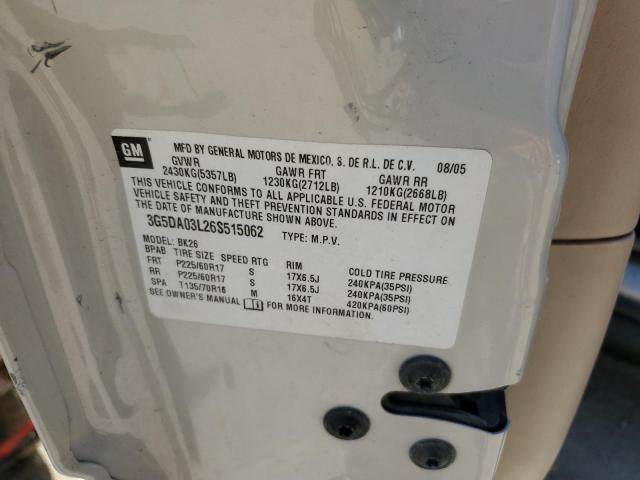 GM
MFD BY GENERAL MOTORS DE MEXICO, S. DE R.L. DE C.V. 08/05
GVWR GAWR FRT GAWR RR
2430KG(5357LB) 1230KG(2712LB) 1210KG(2668LB)
THIS VEHICLE CONFORMS TO ALL APPLICABLE U.S. FEDERAL MOTOR
VEHICLE SAFETY AND THEFT PREVENTION STANDARDS IN EFFECT ON
THE DATE OF MANUFACTURE SHOWN ABOVE.
3G5DA03L26S515062 TYPE: M.P.V.
MODEL: BK26
BPAB TIRE SIZE SPEED RTG RIM COLD TIRE PRESSURE
FRT P225/60R17 S 17X6.5J 240KPA(35PSI)
RR P225/60R17 S 17X6.5J 240KPA(35PSI)
SPA T135/70R16 M 16X4T 420KPA(60PSI)
SEE OWNER'S MANUAL FOR MORE INFORMATION.